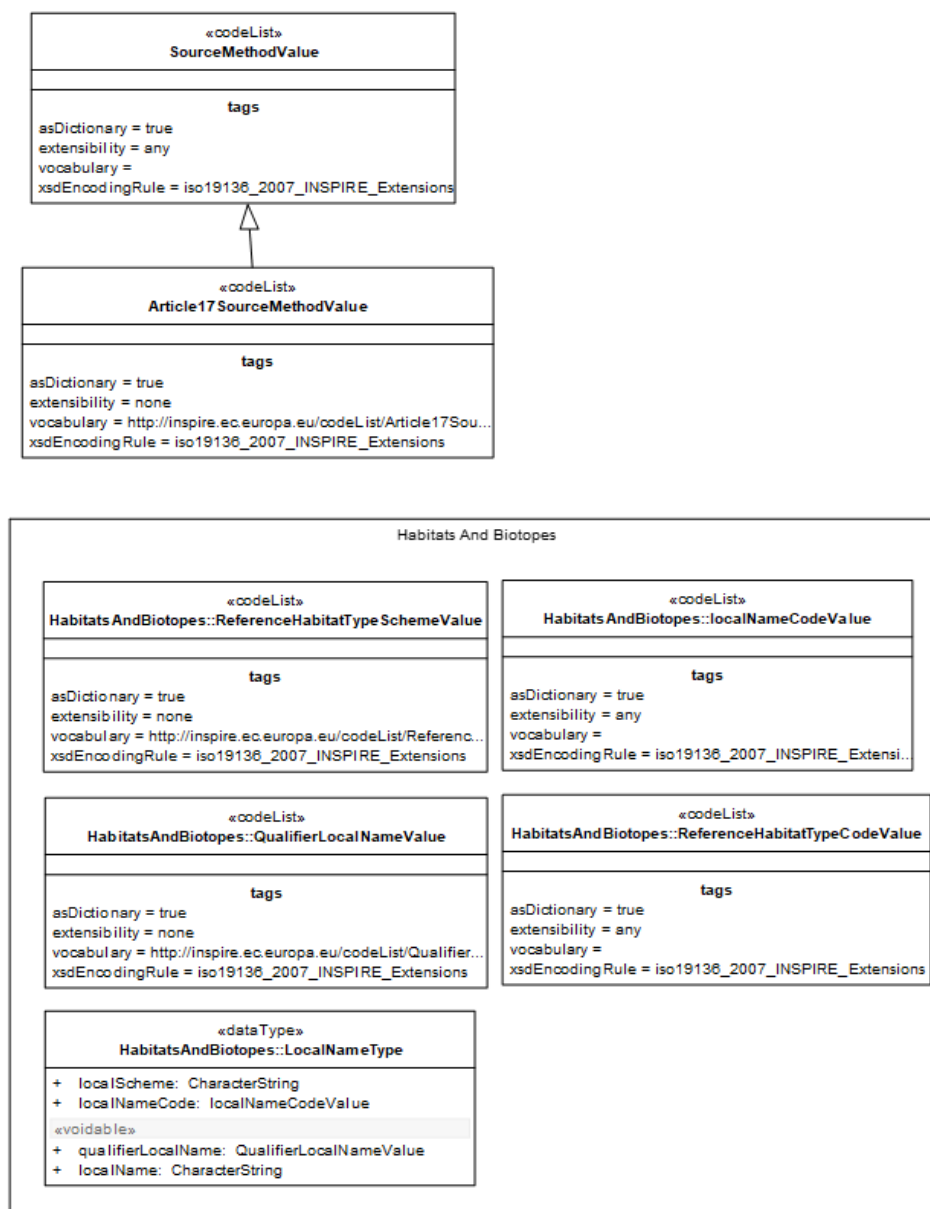 «codeList»
SourceMethodValue
tags
asDictionary = true
extensibility = any
vocabulary =
xsdEncodingRule = iso19136_2007_INSPIRE_Extensions
«codeList»
Article17SourceMethodValue
tags
asDictionary = true
extensibility = none
vocabulary = http://inspire.ec.europa.eu/codeList/Article17Sou...
xsdEncodingRule = iso19136_2007_INSPIRE_Extensions
Habitats And Biotopes
«codeList»
HabitatsAndBiotopes::ReferenceHabitatTypeSchemeValue
tags
asDictionary = true
extensibility = none
vocabulary = http://inspire.ec.europa.eu/codeList/Referenc...
xsdEncodingRule = iso19136_2007_INSPIRE_Extensions
«codeList»
HabitatsAndBiotopes::localNameCodeValue
tags
asDictionary = true
extensibility = any
vocabulary =
xsdEncodingRule = iso19136_2007_INSPIRE_Extensi...
«codeList»
HabitatsAndBiotopes::QualifierLocalNameValue
tags
asDictionary = true
extensibility = none
vocabulary = http://inspire.ec.europa.eu/codeList/Qualifier...
xsdEncodingRule = iso19136_2007_INSPIRE_Extensions
«codeList»
HabitatsAndBiotopes::ReferenceHabitatTypeCodeValue
tags
asDictionary = true
extensibility = any
vocabulary =
xsdEncodingRule = iso19136_2007_INSPIRE_Extensions
«dataType»
HabitatsAndBiotopes::LocalNameType
+ localScheme: CharacterString
+ localNameCode: localNameCodeValue
«voidable»
+ qualifierLocalName: QualifierLocalNameValue
+ localName: CharacterString